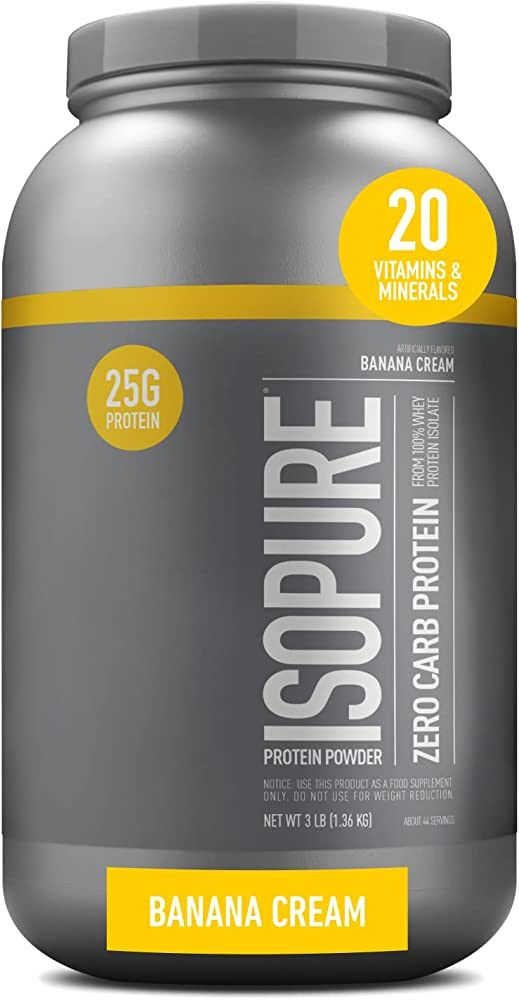 20
VITAMINS &
MINERALS
ARTIFICIALLY FLAVORED
BANANA CREAM
25G
PROTEIN
ISOPURE®
PROTEIN POWDER
ZERO CARB PROTEIN
FROM 100% WHEY
PROTEIN ISOLATE
NOTICE: USE THIS PRODUCT AS A FOOD SUPPLEMENT
ONLY. DO NOT USE FOR WEIGHT REDUCTION
NET WT 3 LB (1.36 KG)
ABOUT 44 SERVINGS
BANANA CREAM